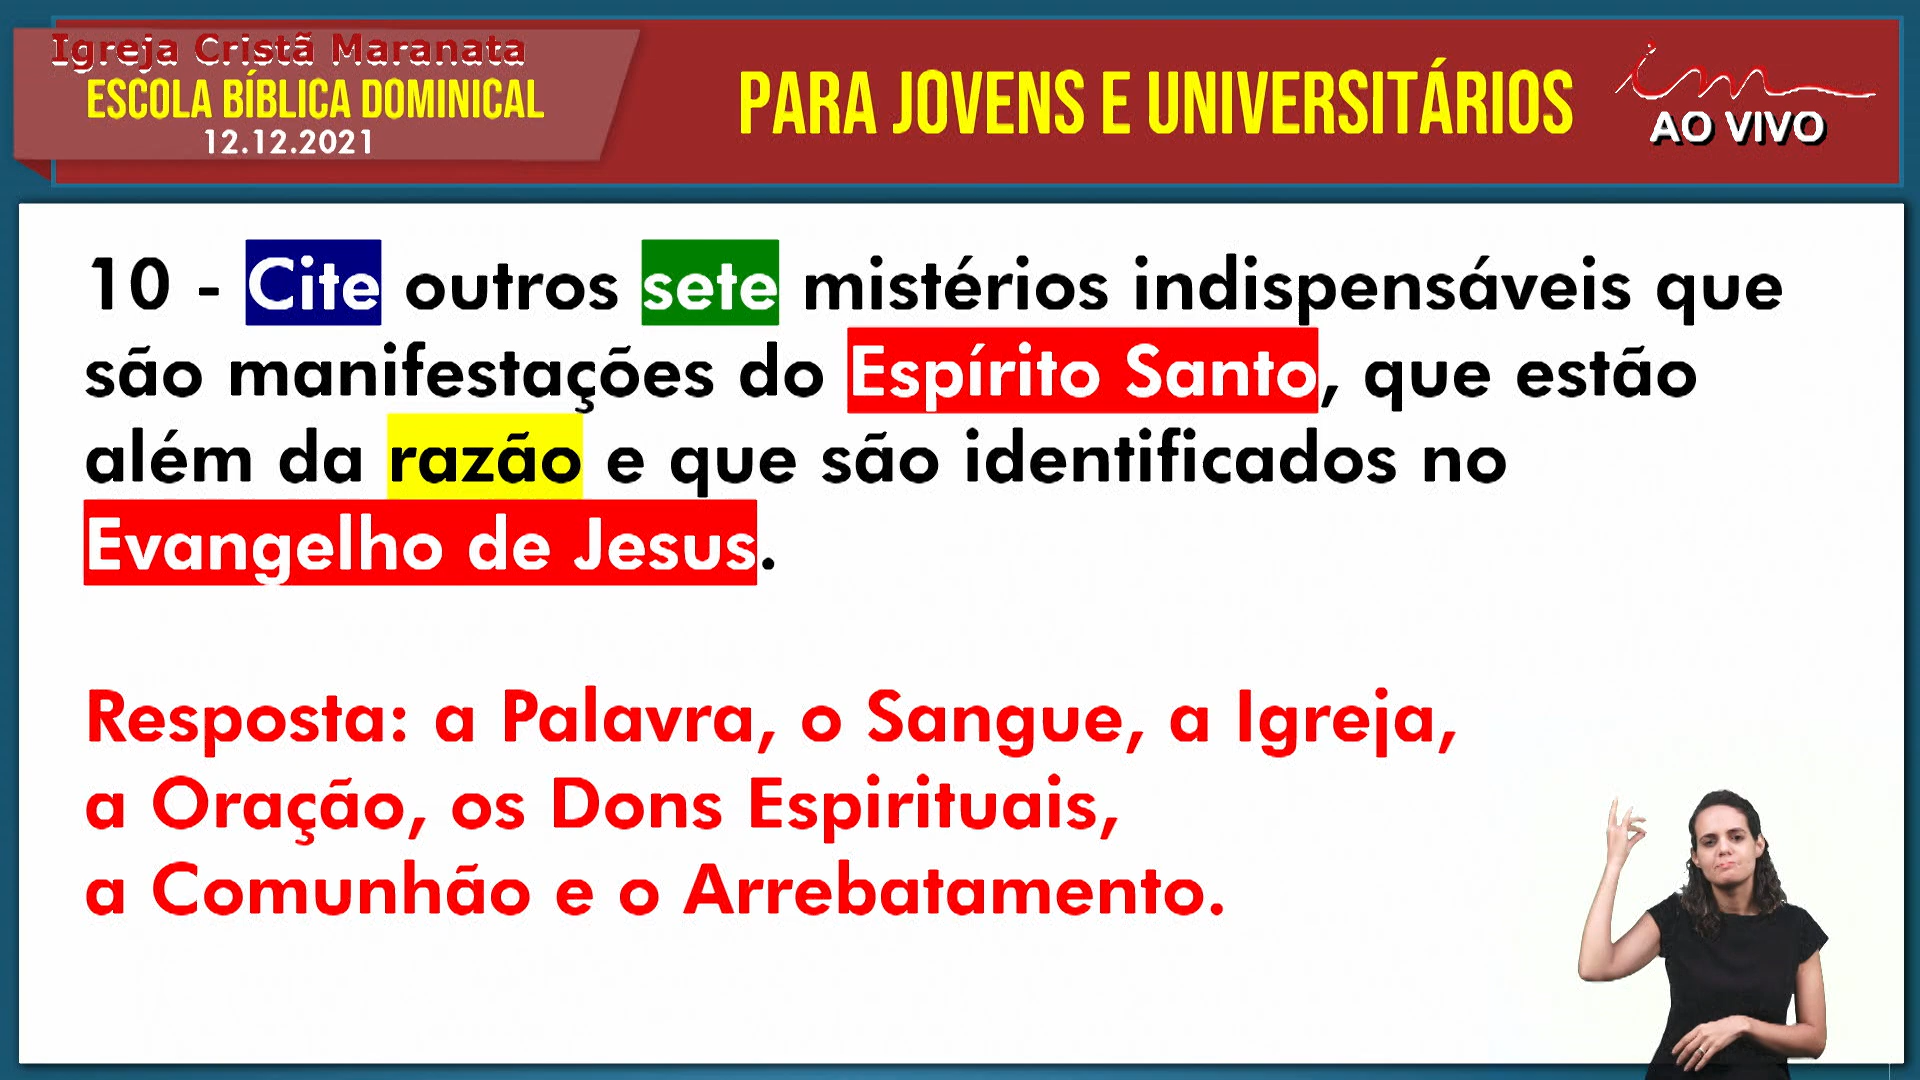 Igreja Cristã Maranata
ESCOLA BÍBLICA DOMINICAL
12.12.2021
PARA JOVENS E UNIVERSITÁRIOS
im
AO VIVO
10 - Cite outros sete mistérios indispensáveis que
são manifestações do Espírito Santo, que estão
além da razão e que são identificados no
Evangelho de Jesus.
Resposta: a Palavra, o Sangue, a Igreja,
a Oração, os Dons Espirituais,
a Comunhão e o Arrebatamento.